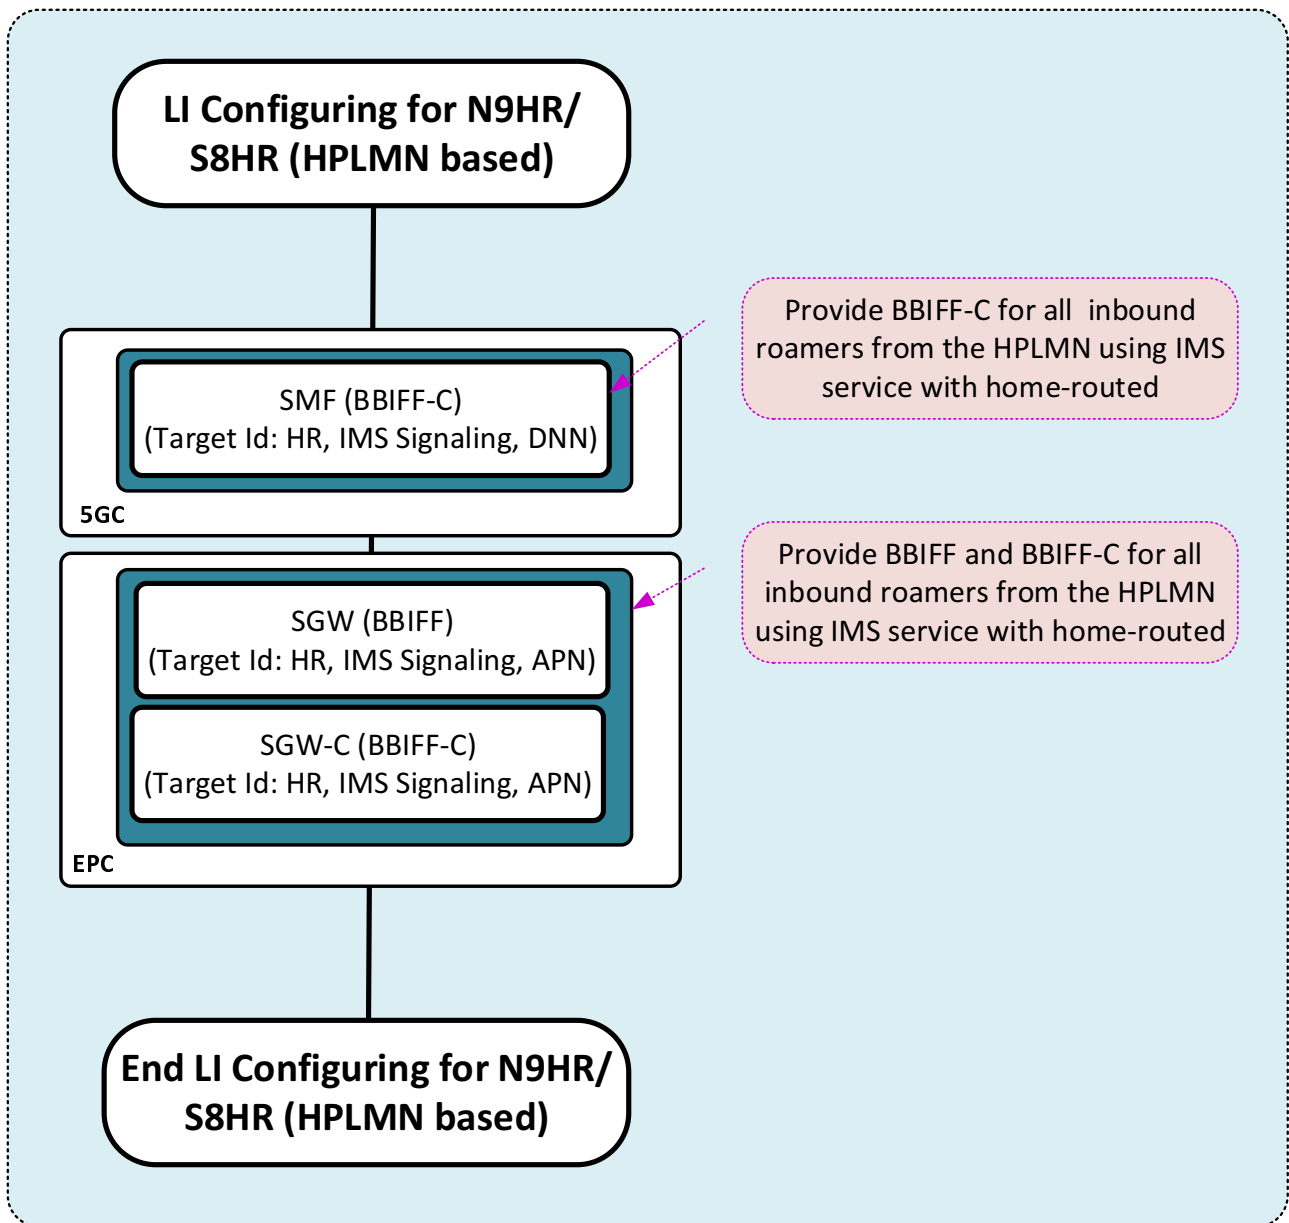 LI Configuring for N9HR/
S8HR (HPLMN based)
Provide BBIFF-C for all  inbound
roamers from the HPLMN using IMS
service with home-routed
SMF (BBIFF-C)
(Target Id: HR, IMS Signaling, DNN)
5GC
Provide BBIFF and BBIFF-C for all
inbound roamers from the HPLMN
using IMS service with home-routed
SGW (BBIFF)
(Target Id: HR, IMS Signaling, APN)
SGW-C (BBIFF-C)
(Target Id: HR, IMS Signaling, APN)
EPC
End LI Configuring for N9HR/
S8HR (HPLMN based)